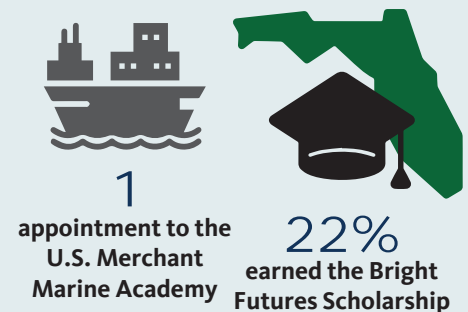 1
appointment to the
U.S. Merchant
Marine Academy
22%
earned the Bright
Futures Scholarship